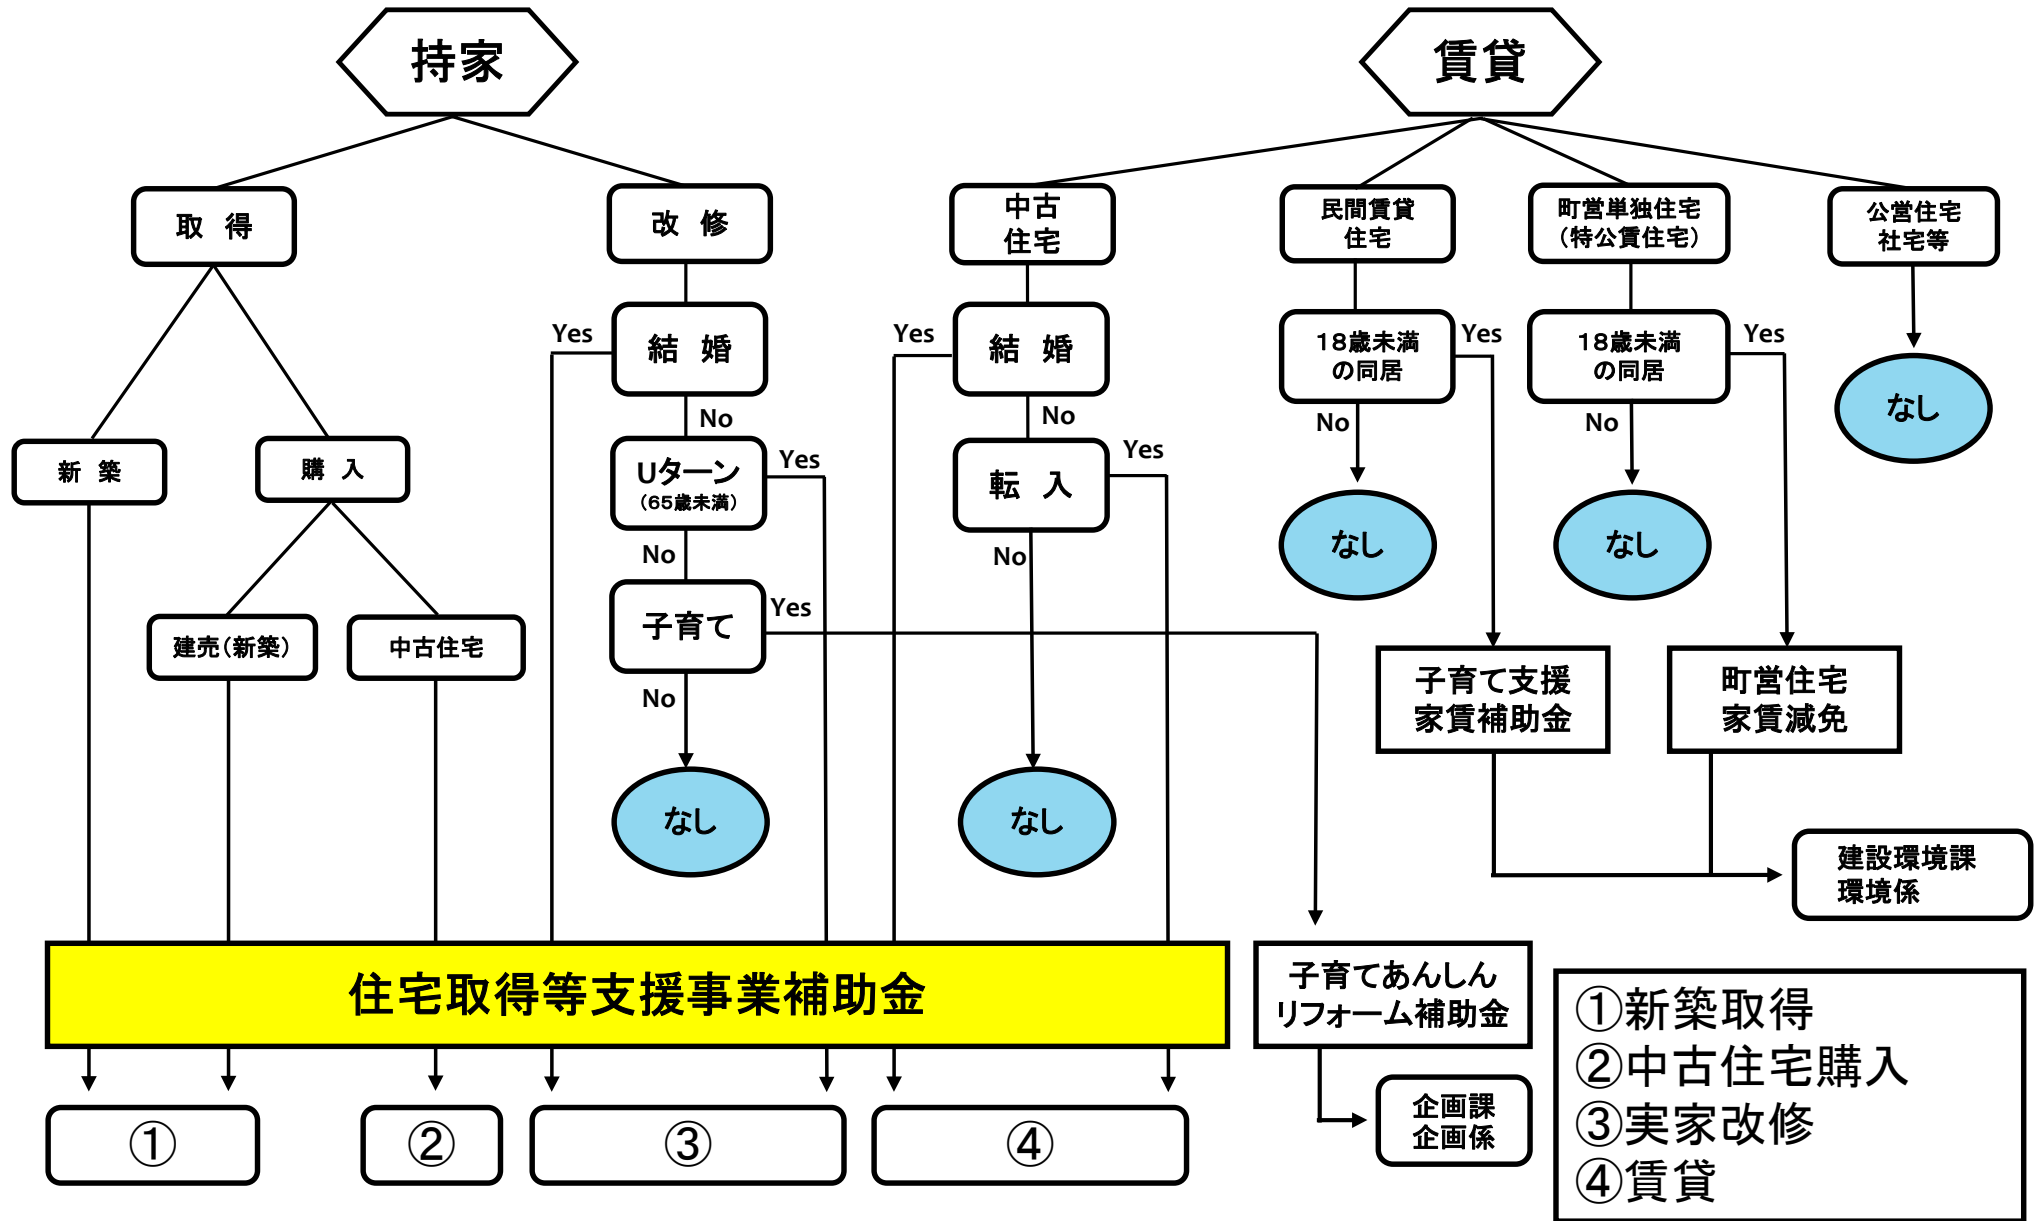 持家
賃貸
取 得
改 修
中古
住宅
民間賃貸
住宅
町営単独住宅
(特公賃住宅)
公営住宅
社宅等
Yes
結 婚
Yes
結 婚
18歳未満
の同居
Yes
18歳未満
の同居
Yes
なし
No
No
No
No
新 築
購 入
Uターン
(65歳未満)
Yes
転 入
Yes
なし
なし
No
No
建売(新築)
中古住宅
子育て
Yes
No
なし
なし
子育て支援
家賃補助金
町営住宅
家賃減免
建設環境課
環境係
住宅取得等支援事業補助金
子育てあんしん
リフォーム補助金
①
②
③
④
企画課
企画係
①新築取得
②中古住宅購入
③実家改修
④賃貸